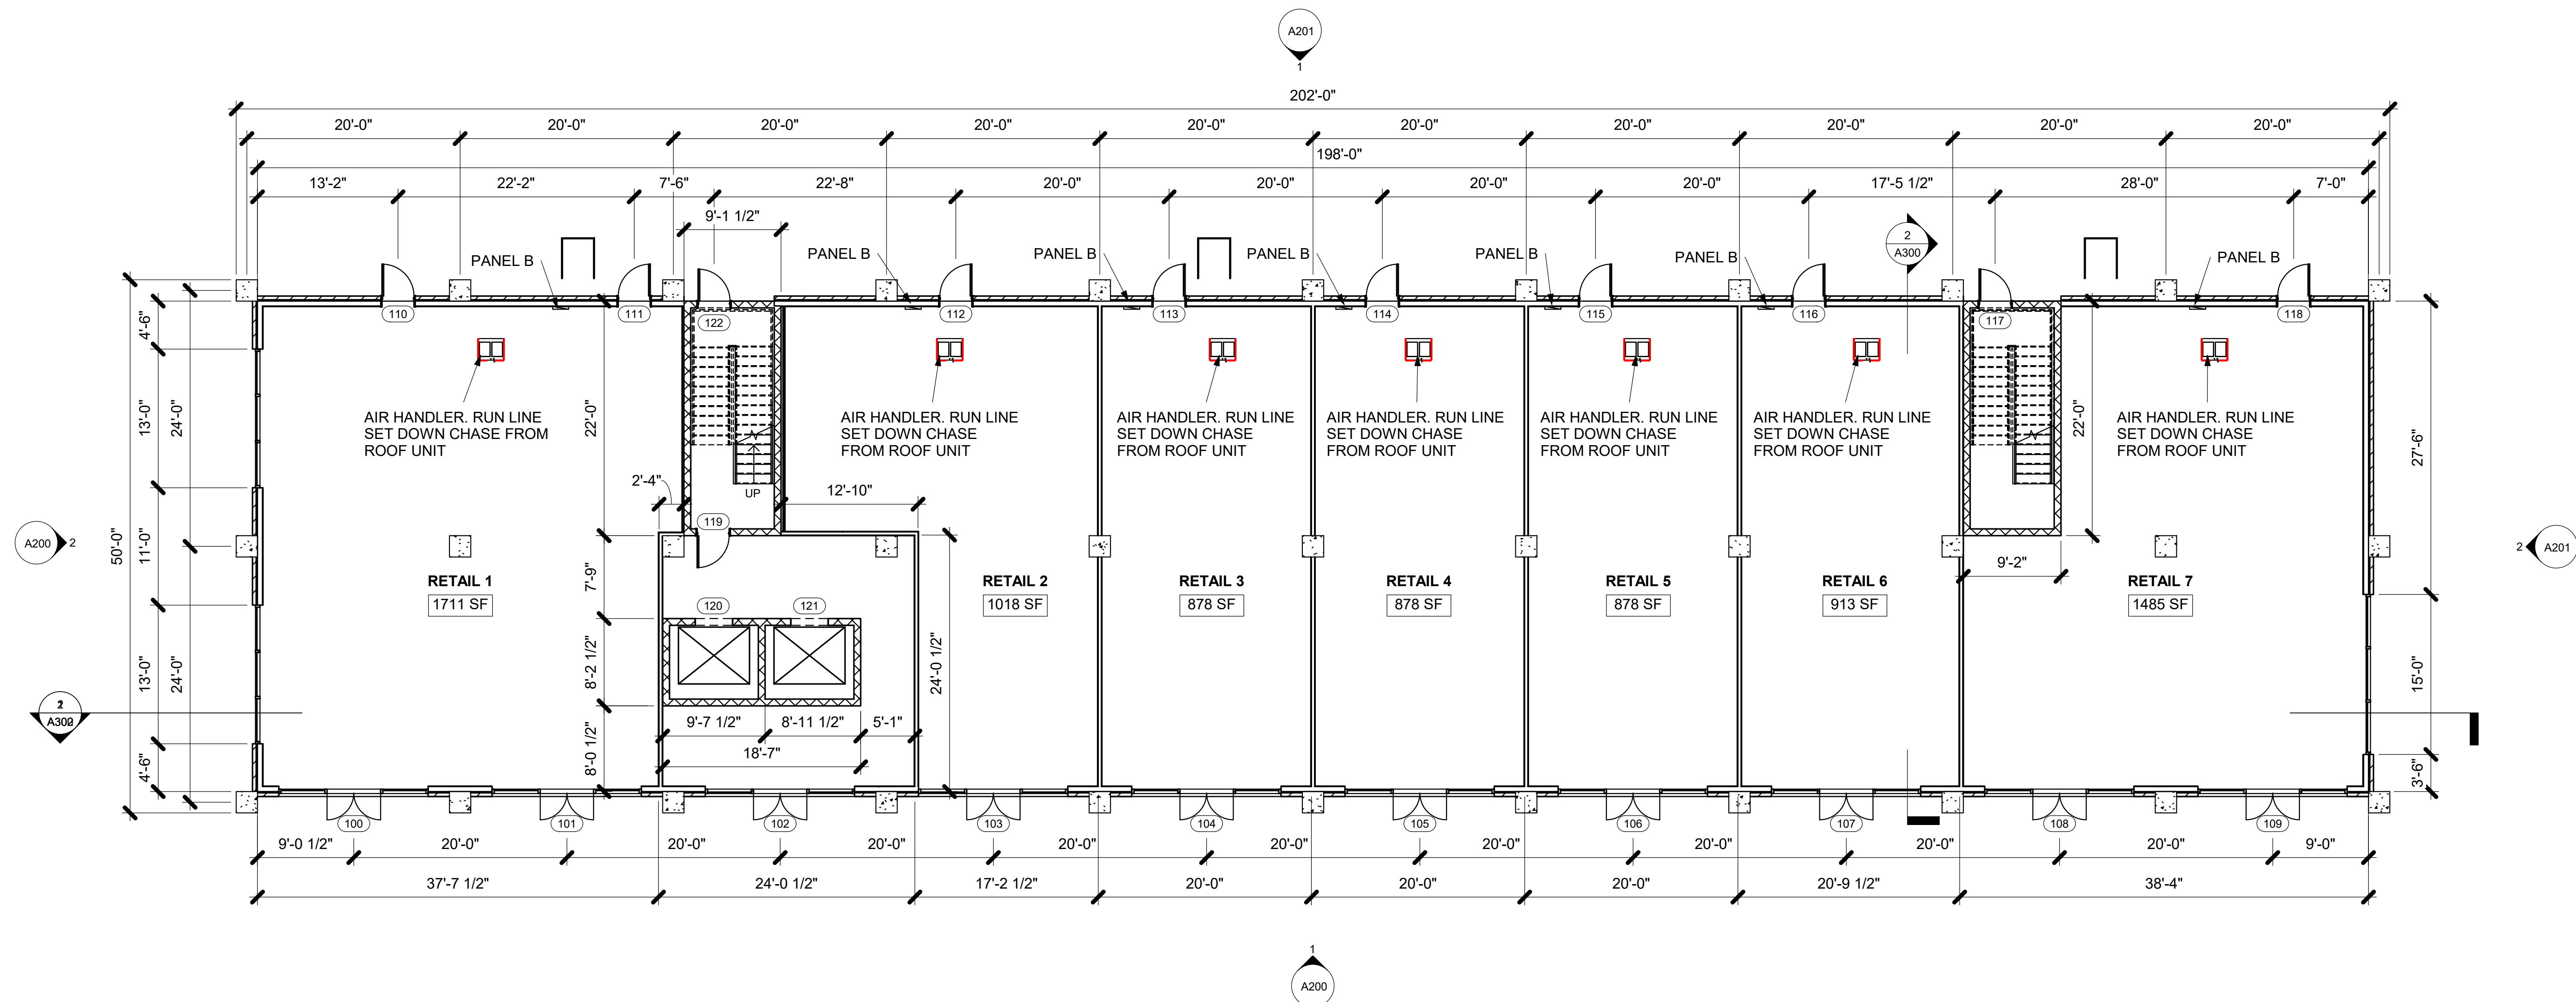 A201
1
202'-0"
20'-0" 20'-0" 20'-0" 20'-0" 20'-0" 20'-0" 20'-0" 20'-0" 20'-0" 20'-0"
198'-0"
13'-2" 22'-2" 7'-6" 22'-8" 20'-0" 20'-0" 20'-0" 20'-0" 17'-5 1/2" 28'-0" 7'-0"
9'-1 1/2"
2
A300
PANEL B
PANEL B
PANEL B
PANEL B
PANEL B
PANEL B
PANEL B
110 111 122 112 113 114 115 116 117 118
4'-6"
13'-0"
11'-0"
13'-0"
4'-6"
24'-0"
24'-0"
50'-0"
22'-0"
7'-9"
8'-2 1/2"
8'-0 1/2"
AIR HANDLER. RUN LINE
SET DOWN CHASE FROM
ROOF UNIT
AIR HANDLER. RUN LINE
SET DOWN CHASE
FROM ROOF UNIT
AIR HANDLER. RUN LINE
SET DOWN CHASE
FROM ROOF UNIT
AIR HANDLER. RUN LINE
SET DOWN CHASE
FROM ROOF UNIT
AIR HANDLER. RUN LINE
SET DOWN CHASE
FROM ROOF UNIT
AIR HANDLER. RUN LINE
SET DOWN CHASE
FROM ROOF UNIT
AIR HANDLER. RUN LINE
SET DOWN CHASE
FROM ROOF UNIT
22'-0"
27'-6"
15'-0"
3'-6"
2'-4"
UP
12'-10"
119
A200
2
2
A201
9'-2"
RETAIL 1
1711 SF
RETAIL 2
1018 SF
RETAIL 3
878 SF
RETAIL 4
878 SF
RETAIL 5
878 SF
RETAIL 6
913 SF
RETAIL 7
1485 SF
120 121
24'-0 1/2"
9'-7 1/2" 8'-11 1/2" 5'-1"
18'-7"
100 101 102 103 104 105 106 107 108 109
9'-0 1/2" 20'-0" 20'-0" 20'-0" 20'-0" 20'-0" 20'-0" 20'-0" 20'-0" 20'-0" 9'-0"
37'-7 1/2" 24'-0 1/2" 17'-2 1/2" 20'-0" 20'-0" 20'-0" 20'-9 1/2" 38'-4"
1
A200